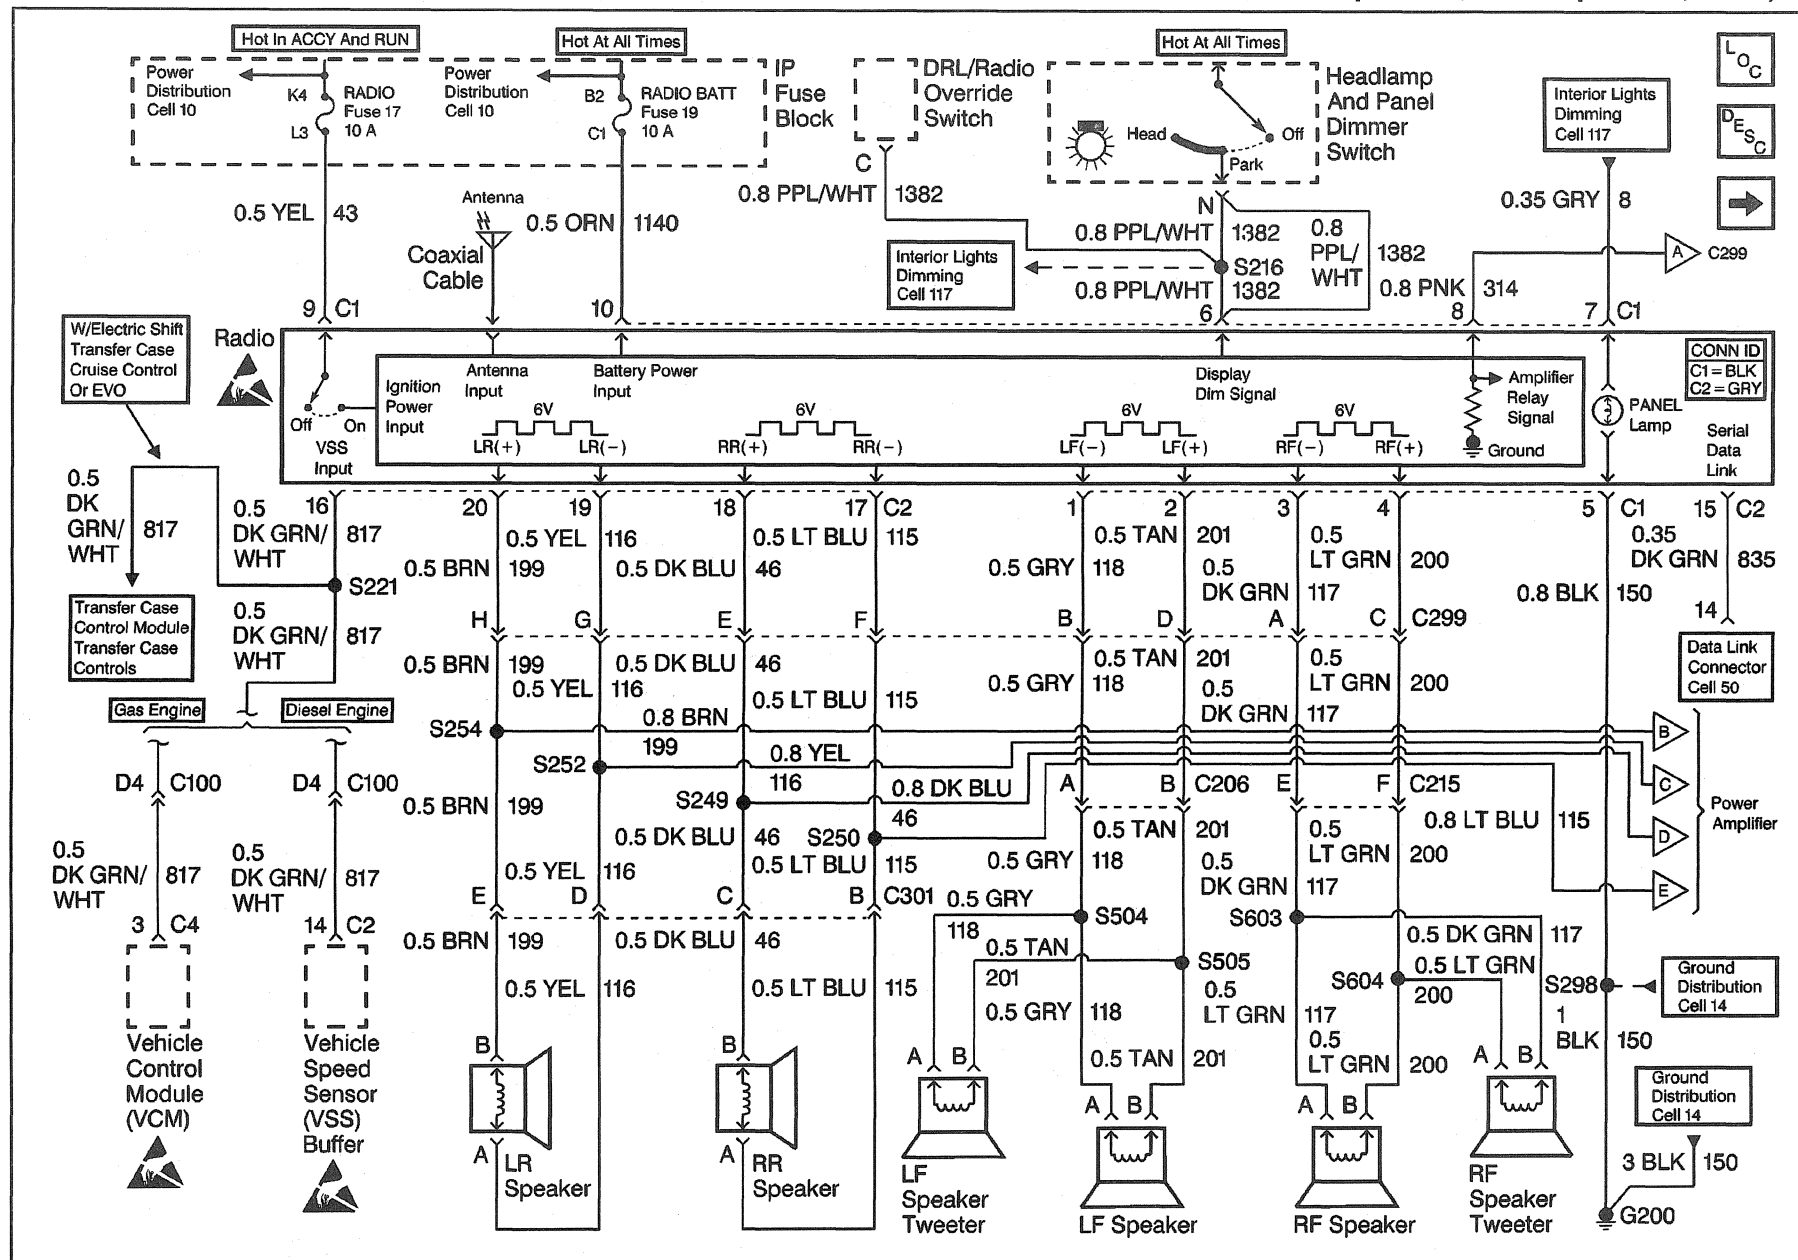 Hot In ACCY And RUN
Hot At All Times
Hot At All Times
L O C
D E S C
Power
Distribution
Cell 10
K4
L3
RADIO
Fuse 17
10 A
Power
Distribution
Cell 10
B2
C1
RADIO BATT
Fuse 19
10 A
IP
Fuse
Block
DRL/Radio
Override
Switch
C
Head
Park
Off
Headlamp
And Panel
Dimmer
Switch
Interior Lights
Dimming
Cell 117
0.5 YEL 43
Antenna
Coaxial
Cable
0.5 ORN 1140
0.8 PPL/WHT 1382
N
0.8 PPL/WHT 1382
0.8
PPL/
WHT
1382
Interior Lights
Dimming
Cell 117
S216
0.8 PPL/WHT 1382
0.35 GRY 8
A C299
0.8 PNK 314
9 C1
10
6
8
7 C1
W/Electric Shift
Transfer Case
Cruise Control
Or EVO
Radio
Off On
VSS
Input
Ignition
Power
Input
Antenna
Input
Battery Power
Input
Display
Dim Signal
Amplifier
Relay
Signal
Ground
PANEL
Lamp
CONN ID
C1=BLK
C2=GRY
Serial
Data
Link
6V
LR(+) LR(−)
6V
RR(+) RR(−)
6V
LF(−) LF(+)
6V
RF(−) RF(+)
16 20 19 18 17 C2 1 2 3 4 5 C1 15 C2
0.5
DK
GRN/
WHT
817
0.5
DK GRN/
WHT
817
0.5 YEL 116
0.5 BRN 199
0.5 LT BLU 115
0.5 DK BLU 46
0.5 TAN 201
0.5 GRY 118
0.5
LT GRN 200
0.5
DK GRN 117
0.35
DK GRN 835
0.8 BLK 150
14
S221
Transfer Case
Control Module
Transfer Case
Controls
0.5
DK GRN/
WHT
817
H G E F B D A C C299
Data Link
Connector
Cell 50
0.5 BRN 199
0.5 YEL 116
0.5 DK BLU 46
0.5 LT BLU 115
0.5 TAN 201
0.5 GRY 118
0.5
LT GRN 200
0.5
DK GRN 117
Gas Engine
Diesel Engine
S254
0.8 BRN
199
S252
0.8 YEL
116
S249
0.8 DK BLU
46
S250
B
C
D
E
Power
Amplifier
D4 C100
D4 C100
0.5 BRN 199
A B C206 E F C215
0.8 LT BLU 115
0.5 DK BLU 46
0.5 LT BLU 115
0.5 YEL 116
0.5 TAN 201
0.5 GRY 118
0.5
LT GRN 200
0.5
DK GRN 117
0.5
DK GRN/
WHT
817
0.5
DK GRN/
WHT
817
E D C B C301
0.5 GRY
118
S504
S603
3 C4
14 C2
0.5 BRN 199
0.5 DK BLU 46
0.5 YEL 116
0.5 LT BLU 115
0.5 TAN
201
S505
0.5 DK GRN 117
0.5 LT GRN
200
S604
S298
Ground
Distribution
Cell 14
0.5 GRY 118
0.5
LT GRN 117
0.5 TAN 201
0.5
LT GRN 200
1
BLK 150
Vehicle
Control
Module
(VCM)
Vehicle
Speed
Sensor
(VSS)
Buffer
B
A
LR
Speaker
B
A
RR
Speaker
A B
LF
Speaker
Tweeter
A B
LF Speaker
A B
RF Speaker
A B
RF
Speaker
Tweeter
Ground
Distribution
Cell 14
3 BLK 150
G200